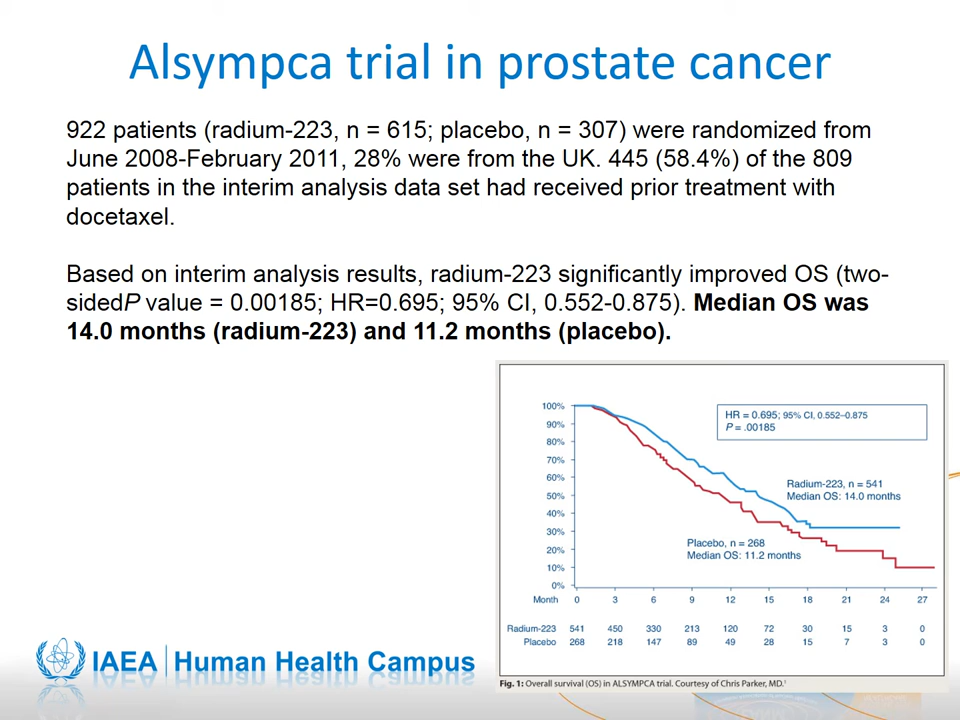 Alsympca trial in prostate cancer
922 patients (radium-223, n = 615; placebo, n = 307) were randomized from
June 2008-February 2011, 28% were from the UK. 445 (58.4%) of the 809
patients in the interim analysis data set had received prior treatment with
docetaxel.
Based on interim analysis results, radium-223 significantly improved OS (two-
sidedP value = 0.00185; HR=0.695; 95% CI, 0.552-0.875). Median OS was
14.0 months (radium-223) and 11.2 months (placebo).
HR = 0.695; 95% CI, 0.552–0.875
P = .00185
100%
90%
80%
70%
60%
50%
40%
30%
20%
10%
0%
Radium-223, n = 541
Median OS: 14.0 months
Placebo, n = 268
Median OS: 11.2 months
Month 0 3 6 9 12 15 18 21 24 27
Radium-223 541 450 330 213 120 72 30 15 3 0
Placebo 268 218 147 89 49 28 15 7 3 0
Fig. 1: Overall survival (OS) in ALSYMPCA trial. Courtesy of Chris Parker, MD.1
IAEA Human Health Campus